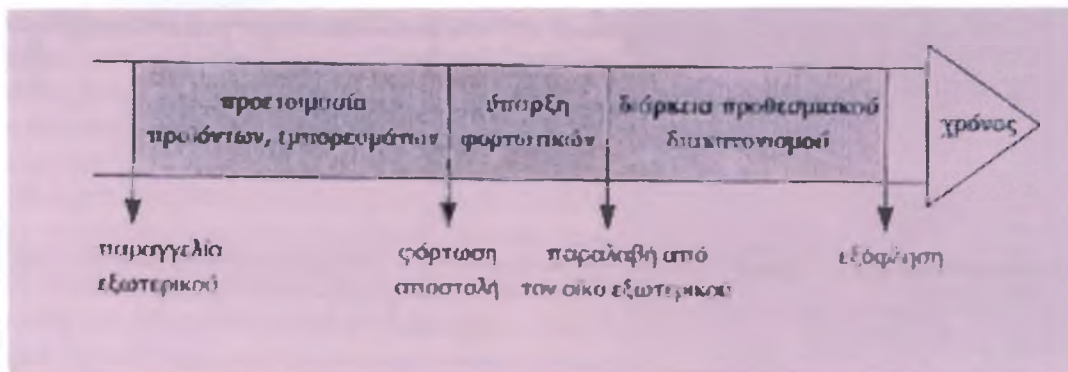 προετοιμασία
προϊόντων, εμπορευμάτων
ύπαρξη
φορτωτικών
διάρκεια προθεσμιακού
διακανονισμού
χρόνος
παραγγελία
εξωτερικού
φόρτωση
αποστολή
παραλαβή από
τον οίκο εξωτερικού
εξόφληση